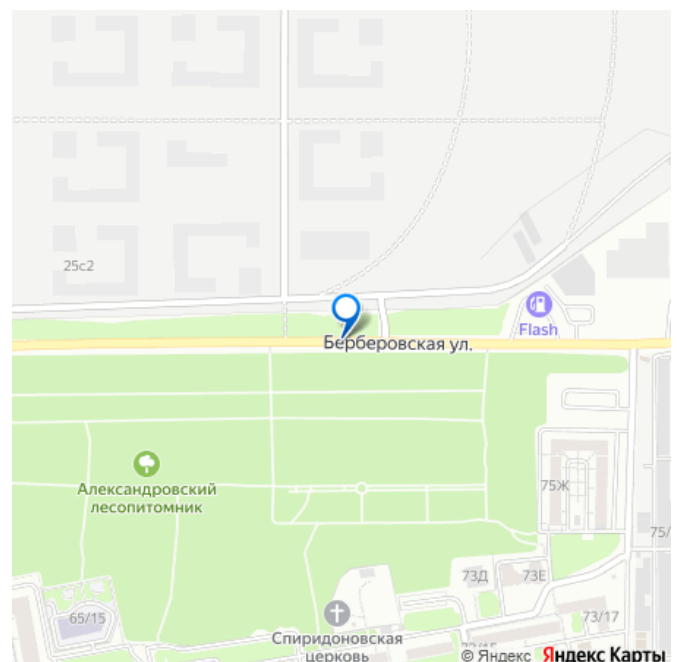 25с2
Flash
Берберовская ул.
Александровский
лесопитомник
75Ж
75/
73Д
73Е
65/15
73/17
Спиридоновская
церковь
© Яндекс Яндекс Карты